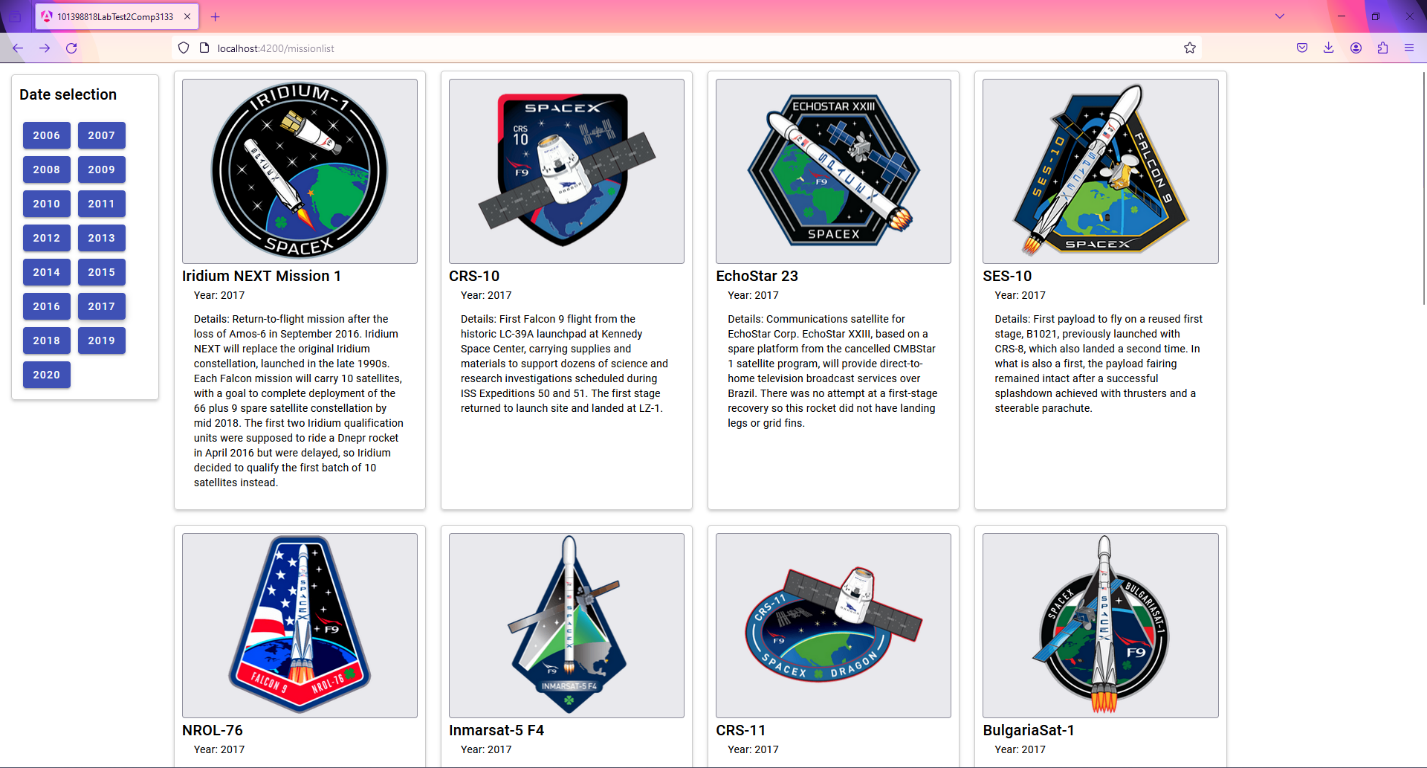 101398818LabTest2Comp3133
localhost:4200/missionlist
Date selection
2006 2007
2008 2009
2010 2011
2012 2013
2014 2015
2016 2017
2018 2019
2020
IRIDIUM-1
SPACEX
SPACEX
Iridium NEXT Mission 1
Year: 2017
Details: Return-to-flight mission after the
loss of Amos-6 in September 2016. Iridium
NEXT will replace the original Iridium
constellation, launched in the late 1990s.
Each Falcon mission will carry 10 satellites,
with a goal to complete deployment of the
66 plus 9 spare satellite constellation by
mid 2018. The first two Iridium qualification
units were supposed to ride a Dnepr rocket
in April 2016 but were delayed, so Iridium
decided to qualify the first batch of 10
satellites instead.
SPACEX
CRS
10
F9
CRS-10
Year: 2017
Details: First Falcon 9 flight from the
historic LC-39A launchpad at Kennedy
Space Center, carrying supplies and
materials to support dozens of science and
research investigations scheduled during
ISS Expeditions 50 and 51. The first stage
returned to launch site and landed at LZ-1.
ECHOSTAR XXIII
SPACEX
F9
SPACEX
EchoStar 23
Year: 2017
Details: Communications satellite for
EchoStar Corp. EchoStar XXIII, based on a
spare platform from the cancelled CMBStar
1 satellite program, will provide direct-to-
home television broadcast services over
Brazil. There was no attempt at a first-stage
recovery so this rocket did not have landing
legs or grid fins.
SES-10
SPACEX
FALCON 9
SPACEX
SES-10
Year: 2017
Details: First payload to fly on a reused first
stage, B1021, previously launched with
CRS-8, which also landed a second time. In
what is also a first, the payload fairing
remained intact after a successful
splashdown achieved with thrusters and a
steerable parachute.
SPACEX
F9
FALCON 9
NROL-76
NROL-76
Year: 2017
SPACEX
F9
INMARSAT-5 F4
Inmarsat-5 F4
Year: 2017
CRS-11
F9
SPACEX DRAGON
CRS-11
Year: 2017
SPACEX
BULGARIASAT-1
SPACEX
F9
BulgariaSat-1
Year: 2017